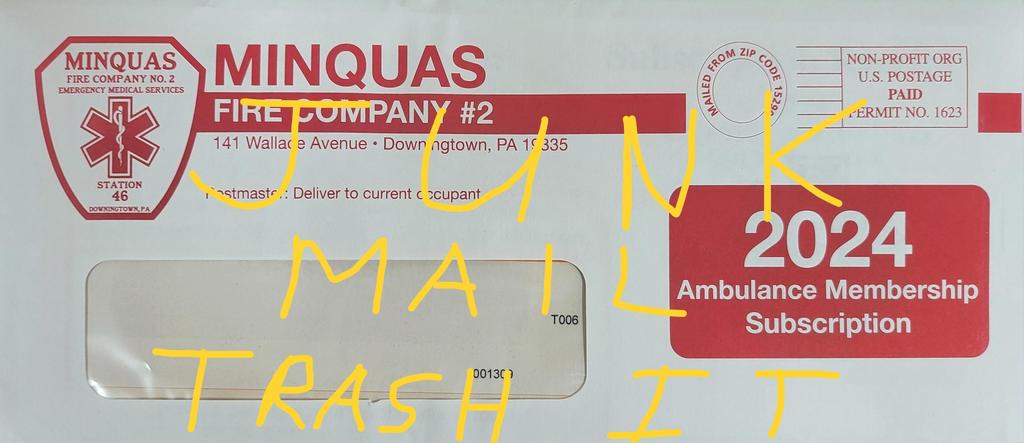 MINQUAS
FIRE COMPANY NO. 2
EMERGENCY MEDICAL SERVICES
STATION
46
DOWNINGTOWN, PA
MINQUAS
FIRE COMPANY #2
141 Wallace Avenue • Downingtown, PA 19335
Postmaster: Deliver to current occupant
MAILED FROM ZIP CODE 1529
NON-PROFIT ORG
U.S. POSTAGE
PAID
PERMIT NO. 1623
JUNK
MAIL
TRASH IT
2024
Ambulance Membership
Subscription
T006
001309